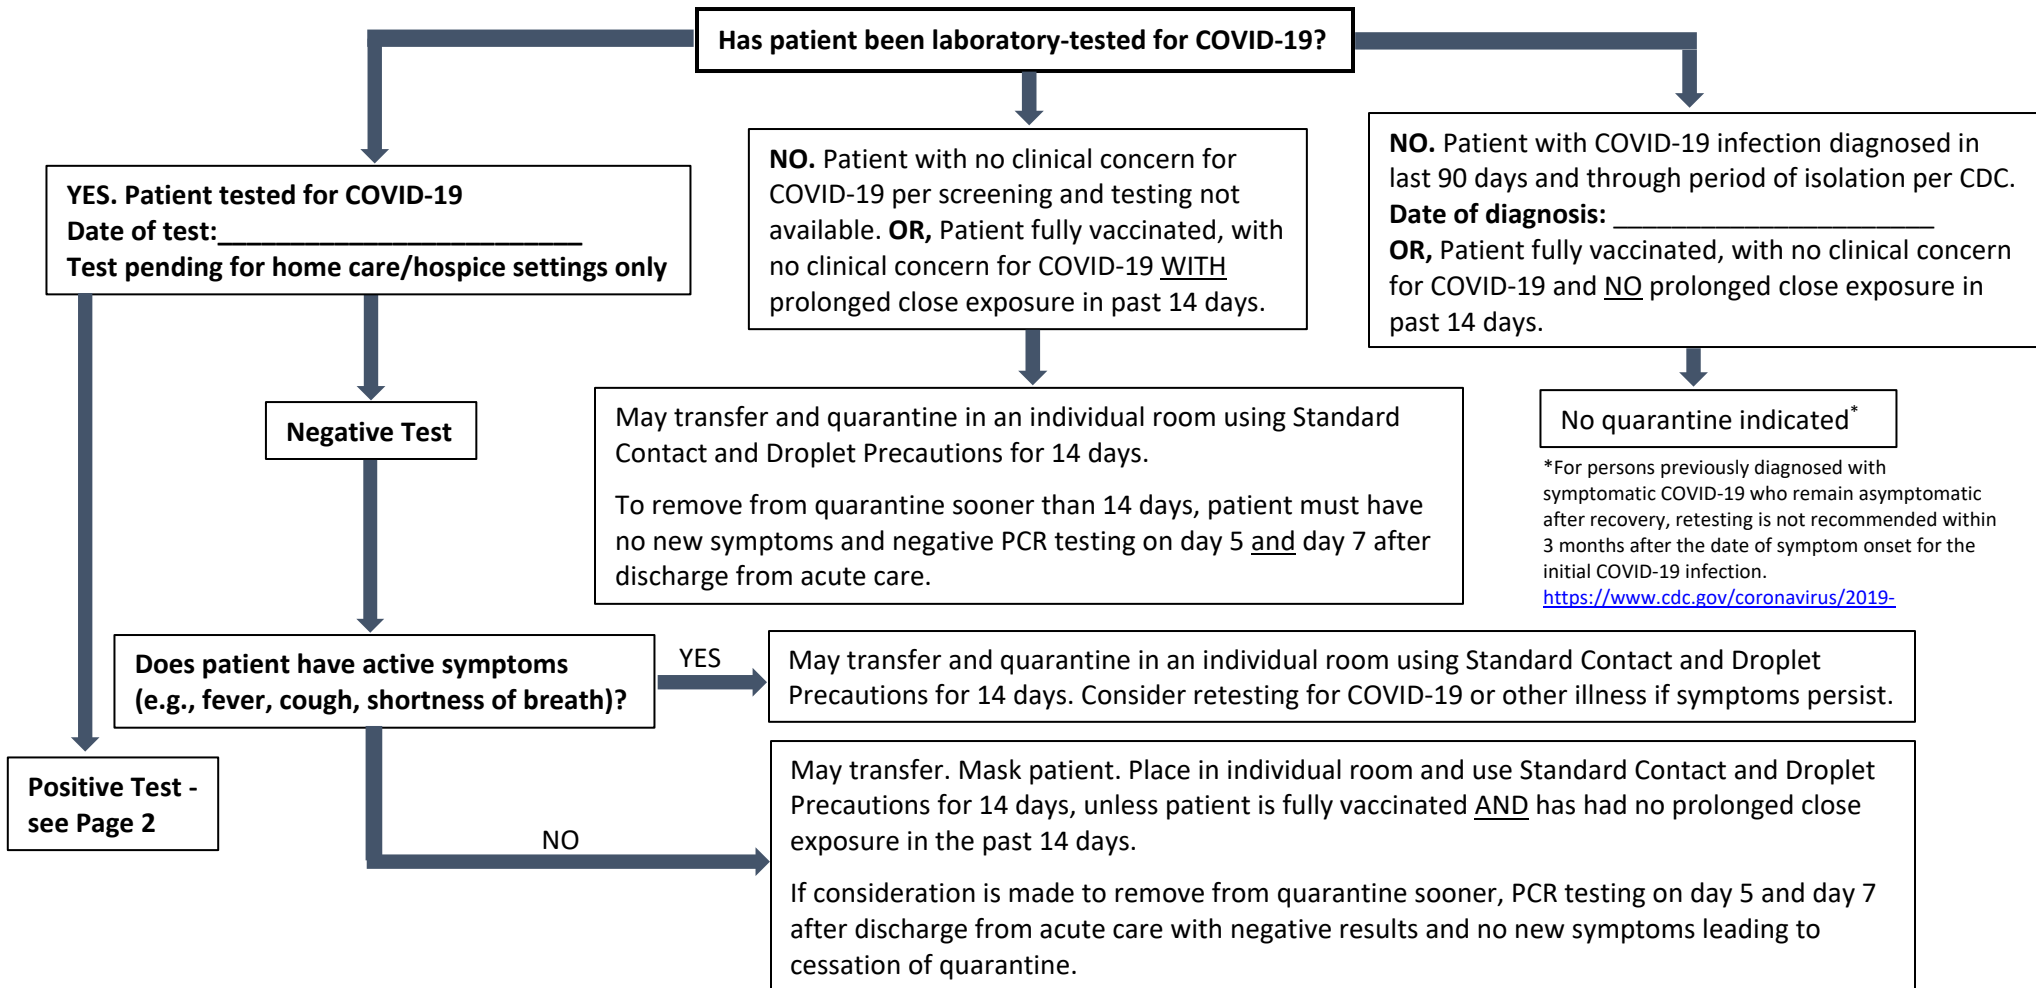 Has patient been laboratory-tested for COVID-19?
YES. Patient tested for COVID-19
Date of test:__________________________
Test pending for home care/hospice settings only
NO. Patient with no clinical concern for
COVID-19 per screening and testing not
available. OR, Patient fully vaccinated, with
no clinical concern for COVID-19 WITH
prolonged close exposure in past 14 days.
NO. Patient with COVID-19 infection diagnosed in
last 90 days and through period of isolation per CDC.
Date of diagnosis: _______________________
OR, Patient fully vaccinated, with no clinical concern
for COVID-19 and NO prolonged close exposure in
past 14 days.
Negative Test
May transfer and quarantine in an individual room using Standard
Contact and Droplet Precautions for 14 days.
To remove from quarantine sooner than 14 days, patient must have
no new symptoms and negative PCR testing on day 5 and day 7 after
discharge from acute care.
No quarantine indicated*
*For persons previously diagnosed with
symptomatic COVID-19 who remain asymptomatic
after recovery, retesting is not recommended within
3 months after the date of symptom onset for the
initial COVID-19 infection.
https://www.cdc.gov/coronavirus/2019-
Does patient have active symptoms
(e.g., fever, cough, shortness of breath)?
YES
May transfer and quarantine in an individual room using Standard Contact and Droplet
Precautions for 14 days. Consider retesting for COVID-19 or other illness if symptoms persist.
Positive Test -
see Page 2
NO
May transfer. Mask patient. Place in individual room and use Standard Contact and Droplet
Precautions for 14 days, unless patient is fully vaccinated AND has had no prolonged close
exposure in the past 14 days.
If consideration is made to remove from quarantine sooner, PCR testing on day 5 and day 7
after discharge from acute care with negative results and no new symptoms leading to
cessation of quarantine.